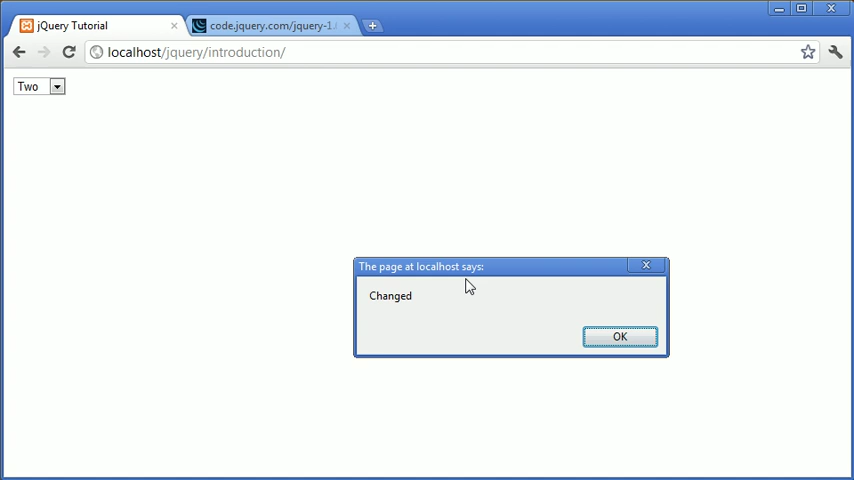 jQuery Tutorial
code.jquery.com/jquery-1.
localhost/jquery/introduction/
Two
The page at localhost says:
Changed
OK